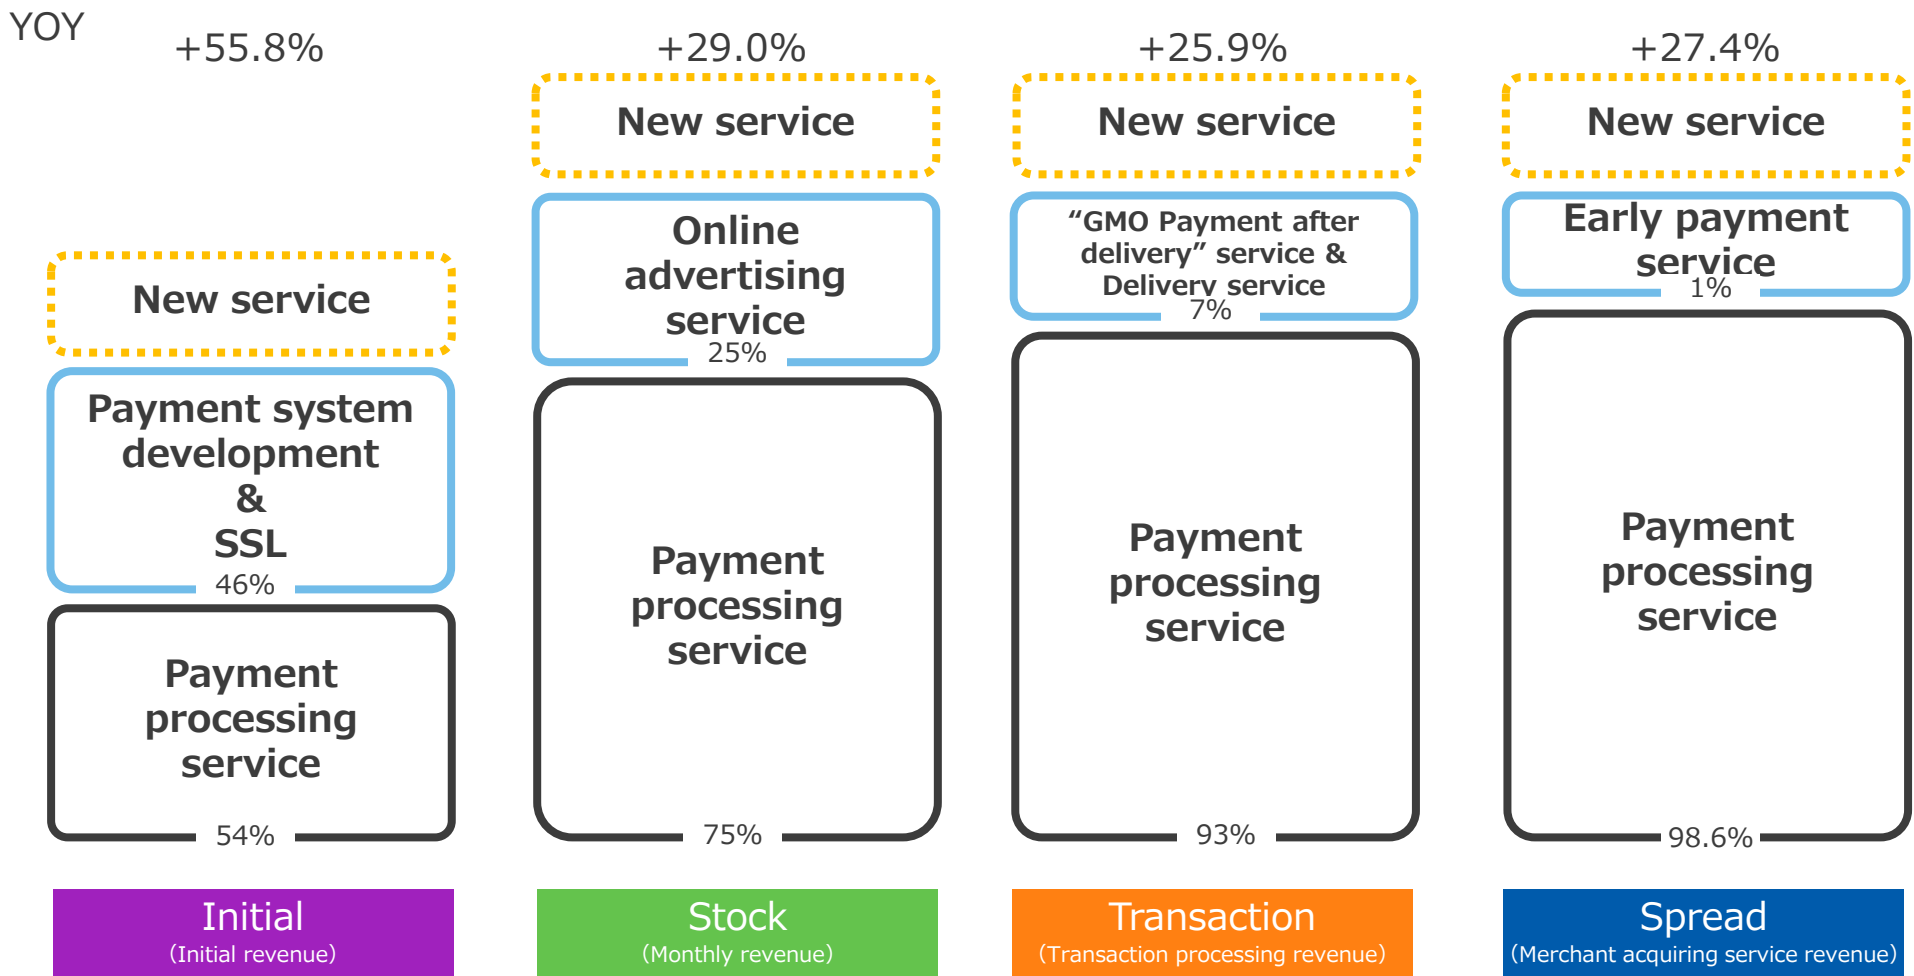 YOY
+55.8%
+29.0%
+25.9%
+27.4%
New service
Payment system
development
&
SSL
46%
Payment
processing
service
54%
Initial
(Initial revenue)
New service
Online
advertising
service
25%
Payment
processing
service
75%
Stock
(Monthly revenue)
New service
“GMO Payment after
delivery” service &
Delivery service
7%
Payment
processing
service
93%
Transaction
(Transaction processing revenue)
New service
Early payment
service
1%
Payment
processing
service
98.6%
Spread
(Merchant acquiring service revenue)